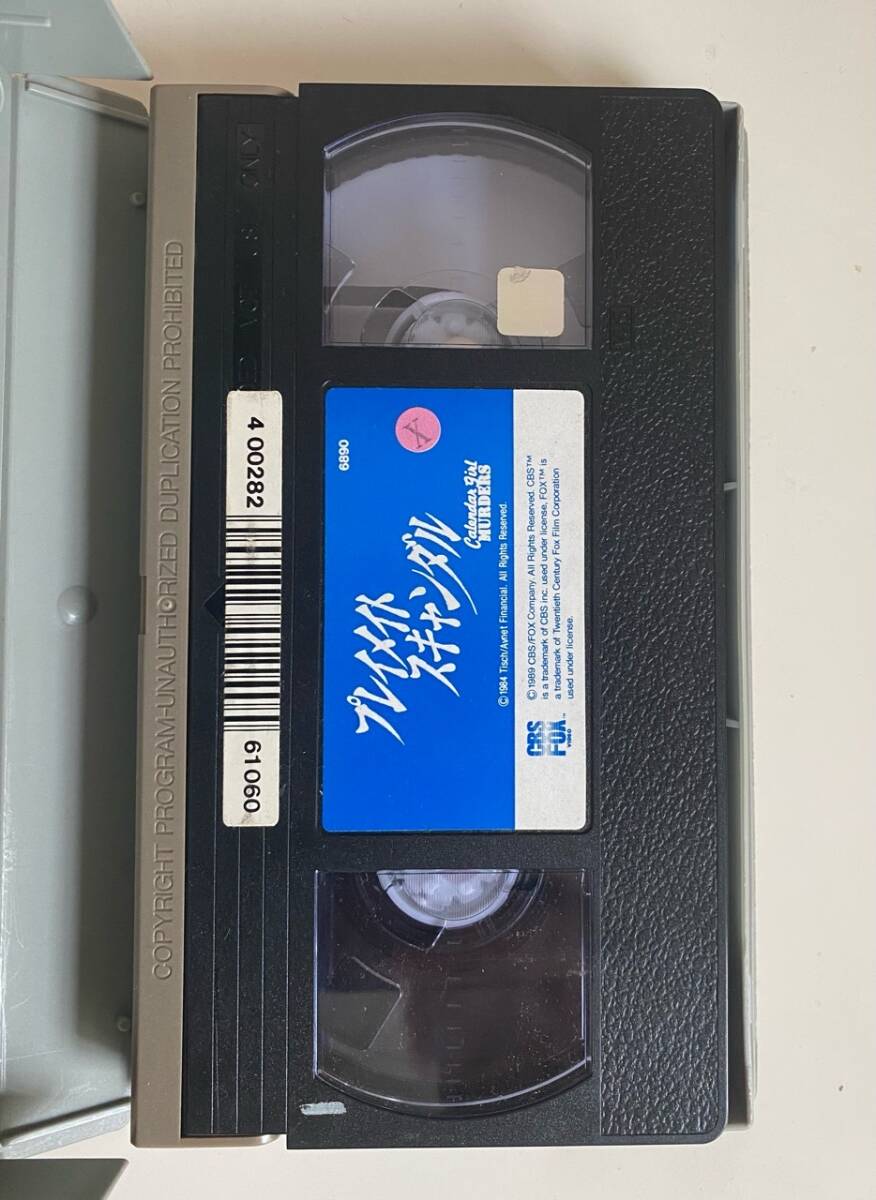 COPYRIGHT PROGRAM-UNAUTHORIZED DUPLICATION PROHIBITED
ONLY
4 00282
61060
6890
プレイメイト
スキャンダル
Calendar Girl
MURDERS
©1984 Tisch/Avnet Financial. All Rights Reserved.
CBS
FOX™
VIDEO
©1989 CBS/FOX Company. All Rights Reserved. CBS™
is a trademark of CBS inc. used under license, FOX™ is
a trademark of Twentieth Century Fox Film Corporation
used under license.